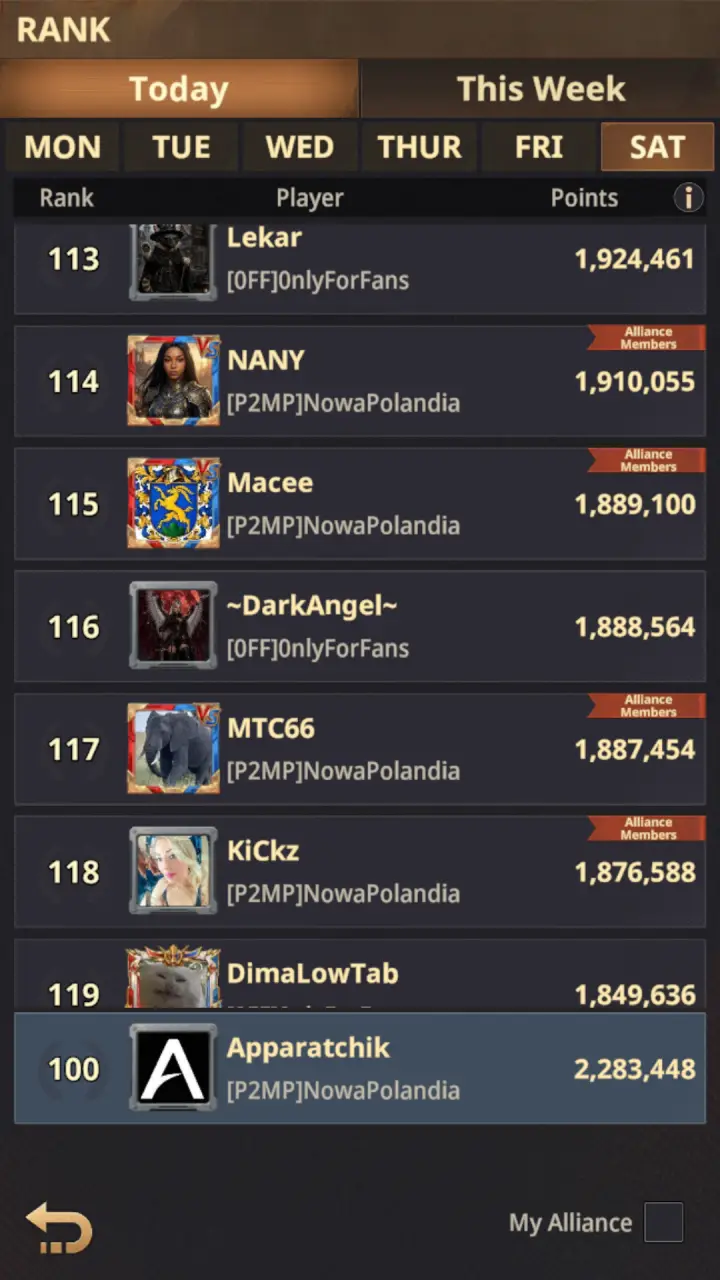 RANK
Today
This Week
MON
TUE
WED
THUR
FRI
SAT
Rank
Player
Points
113
Lekar
[0FF]0nlyForFans
1,924,461
Alliance
Members
114
NANY
[P2MP]NowaPolandia
1,910,055
Alliance
Members
115
Macee
[P2MP]NowaPolandia
1,889,100
116
~DarkAngel~
[0FF]0nlyForFans
1,888,564
Alliance
Members
117
MTC66
[P2MP]NowaPolandia
1,887,454
Alliance
Members
118
KiCkz
[P2MP]NowaPolandia
1,876,588
119
DimaLowTab
1,849,636
100
Apparatchik
[P2MP]NowaPolandia
2,283,448
My Alliance